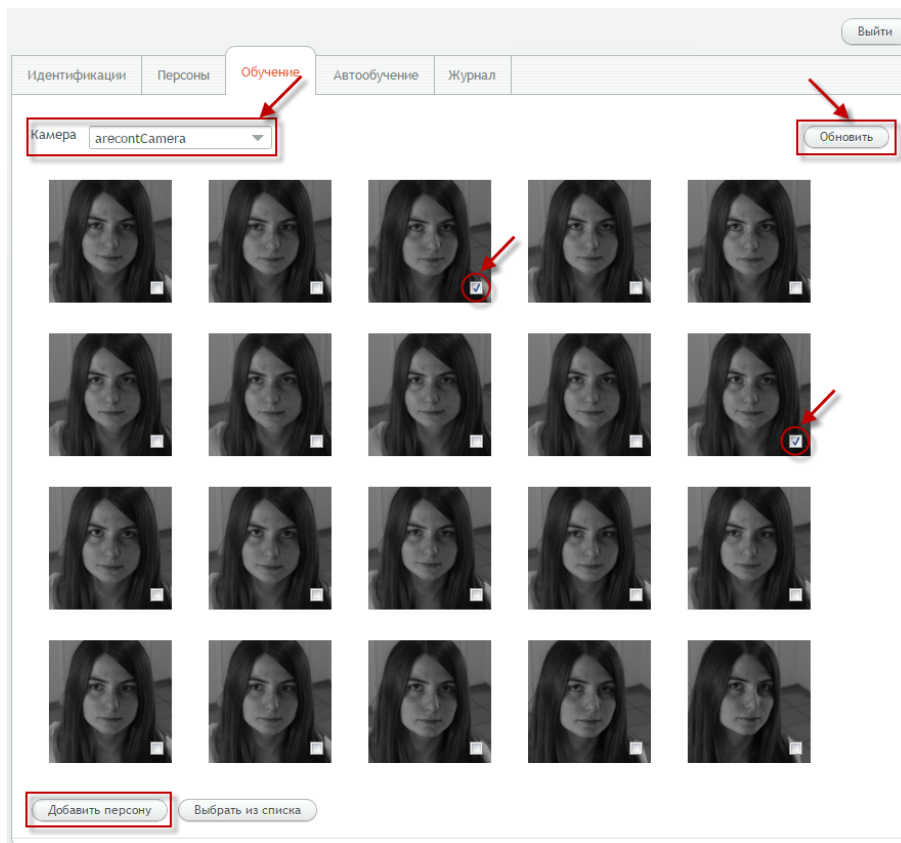 Выйти
Идентификации Персоны Обучение Автообучение Журнал
Камера arecontCamera Обновить
Добавить персону Выбрать из списка